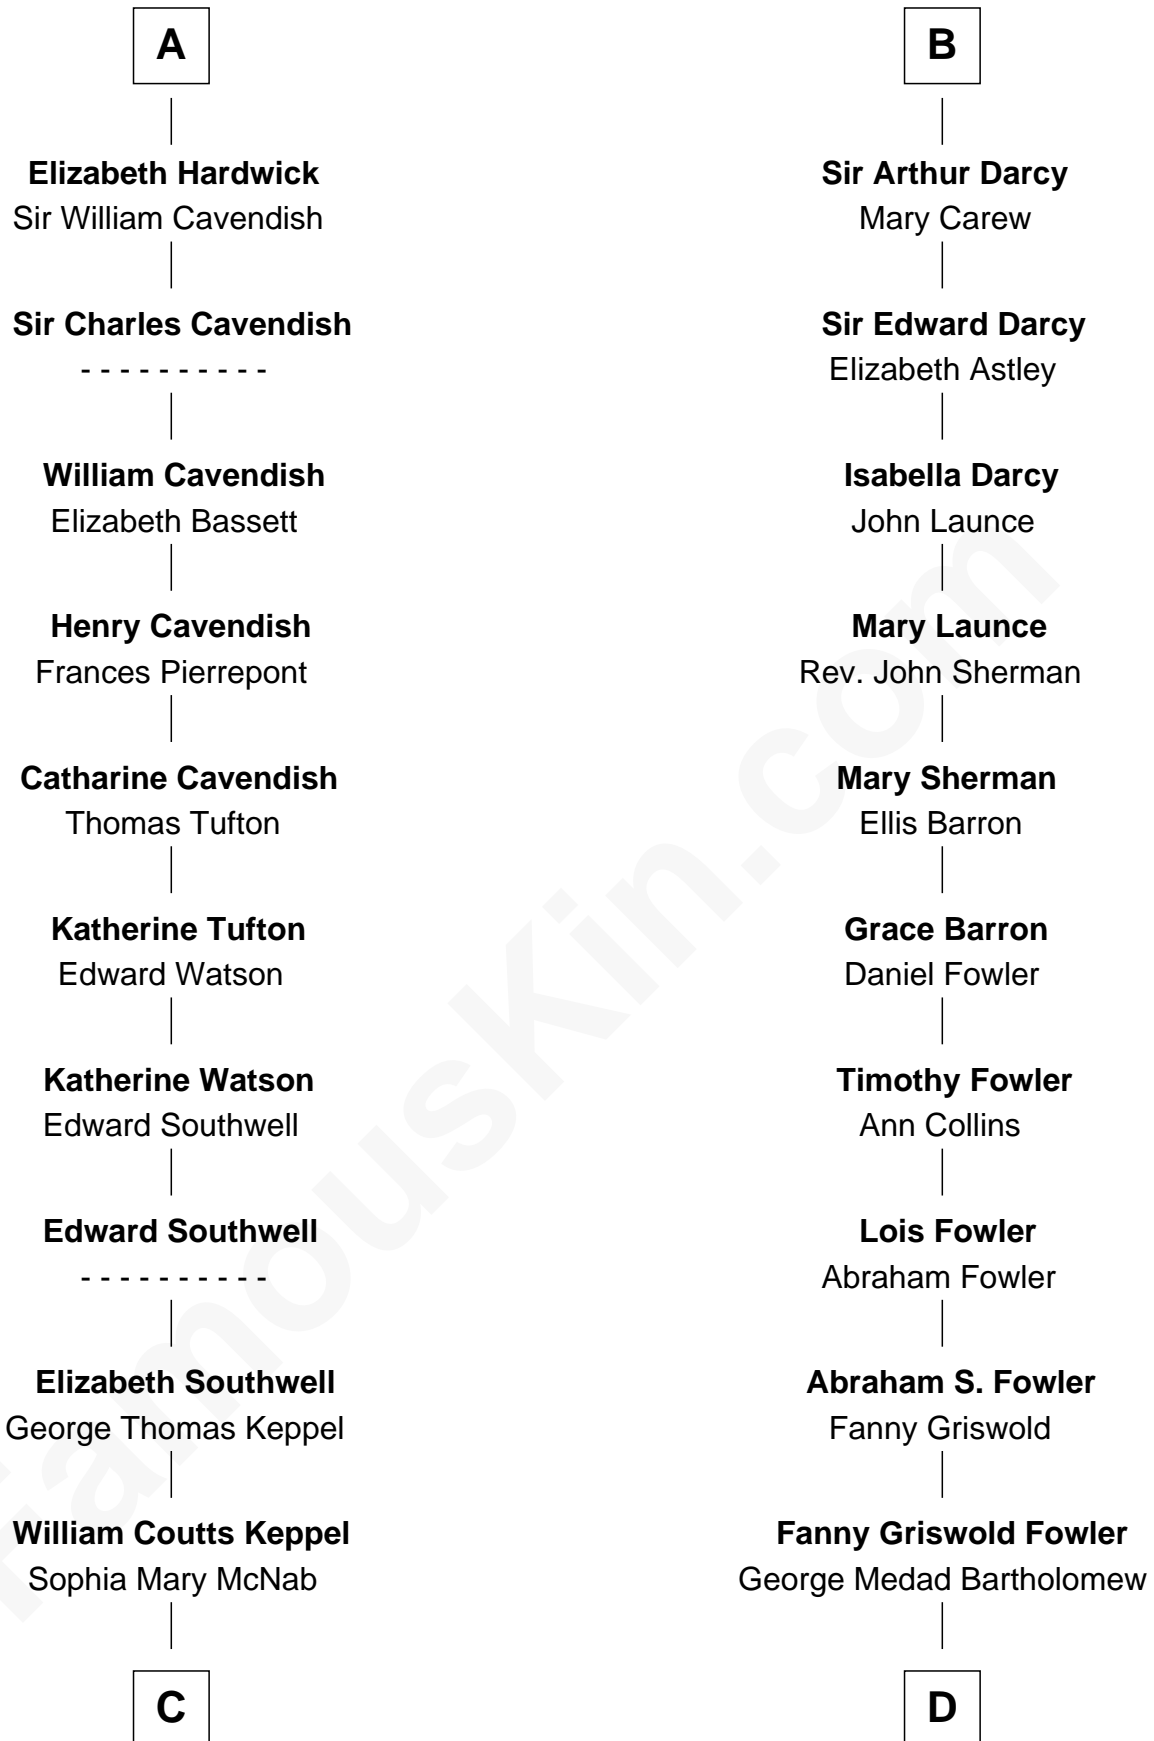 A
Elizabeth Hardwick
Sir William Cavendish
Sir Charles Cavendish
- - - - - - - - - -
William Cavendish
Elizabeth Bassett
Henry Cavendish
Frances Pierrepont
Catharine Cavendish
Thomas Tufton
Katherine Tufton
Edward Watson
Katherine Watson
Edward Southwell
Edward Southwell
- - - - - - - - - -
Elizabeth Southwell
George Thomas Keppel
William Coutts Keppel
Sophia Mary McNab
C
B
Sir Arthur Darcy
Mary Carew
Sir Edward Darcy
Elizabeth Astley
Isabella Darcy
John Launce
Mary Launce
Rev. John Sherman
Mary Sherman
Ellis Barron
Grace Barron
Daniel Fowler
Timothy Fowler
Ann Collins
Lois Fowler
Abraham Fowler
Abraham S. Fowler
Fanny Griswold
Fanny Griswold Fowler
George Medad Bartholomew
D
FamousKin.com